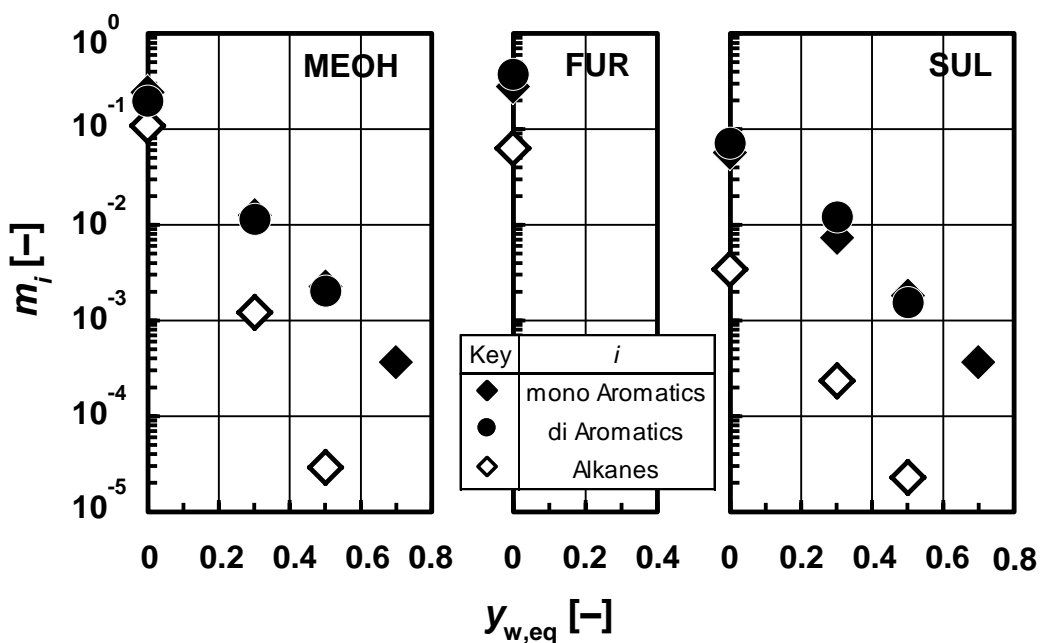 MEOH
FUR
SUL
10^0
10^-1
10^-2
10^-3
10^-4
10^-5
m_i [–]
Key i
mono Aromatics
di Aromatics
Alkanes
0 0.2 0.4 0.6 0.8
0 0.2 0.4
0 0.2 0.4 0.6 0.8
y_w,eq [–]